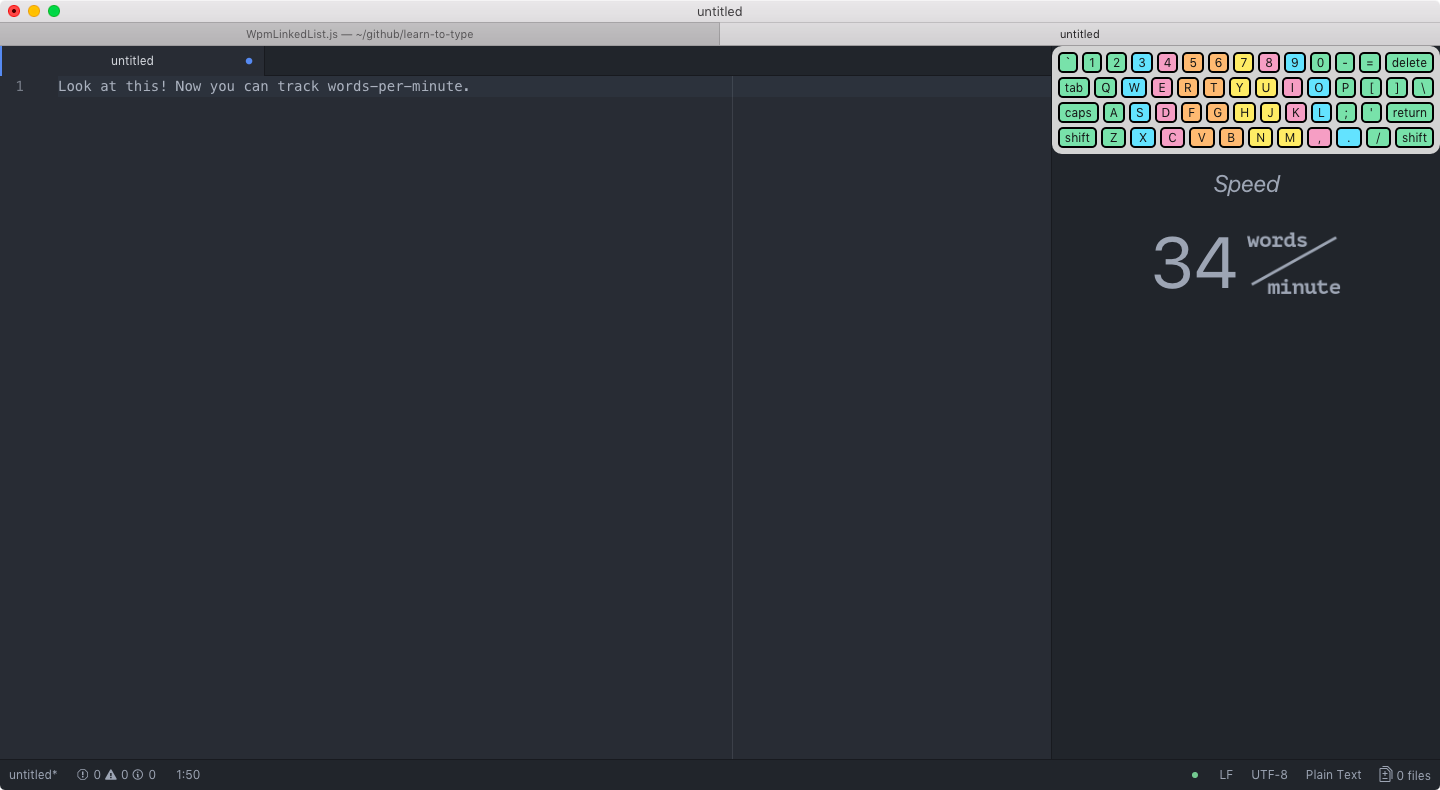 untitled
WpmLinkedList.js — ~/github/learn-to-type
untitled
untitled
1 Look at this! Now you can track words-per-minute.
` 1 2 3 4 5 6 7 8 9 0 - = delete
tab Q W E R T Y U I O P [ ] \
caps A S D F G H J K L ; ' return
shift Z X C V B N M , . / shift
Speed
34 words
minute
untitled* 0 0 0 1:50 LF UTF-8 Plain Text 0 files